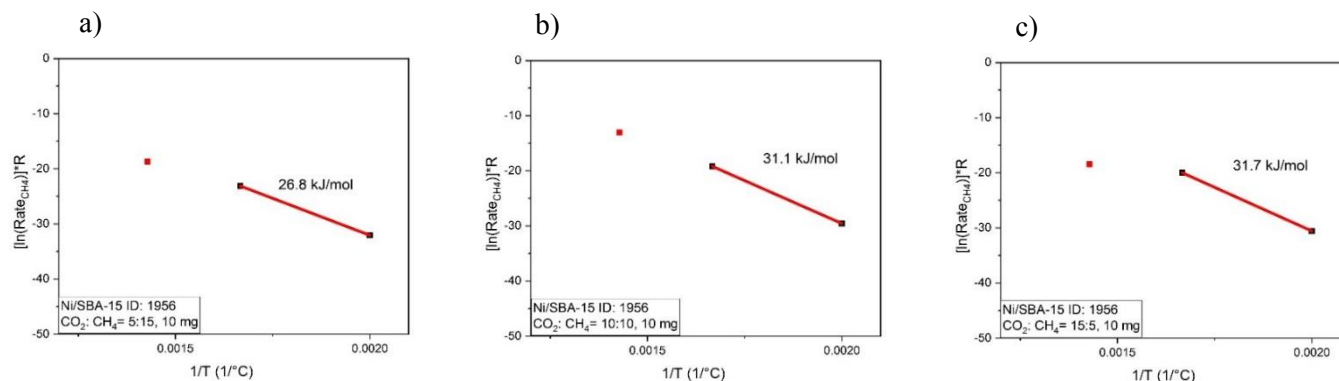 a)
0
-10
-20
-30
-40
-50
[ln(Rate_CH4)]*R
26.8 kJ/mol
Ni/SBA-15 ID: 1956
CO₂: CH₄= 5:15, 10 mg
0.0015
0.0020
1/T (1/°C)
b)
0
-10
-20
-30
-40
-50
[ln(Rate_CH4)]*R
31.1 kJ/mol
Ni/SBA-15 ID: 1956
CO₂: CH₄= 10:10, 10 mg
0.0015
0.0020
1/T (1/°C)
c)
0
-10
-20
-30
-40
-50
[ln(Rate_CH4)]*R
31.7 kJ/mol
Ni/SBA-15 ID: 1956
CO₂: CH₄= 15:5, 10 mg
0.0015
0.0020
1/T (1/°C)